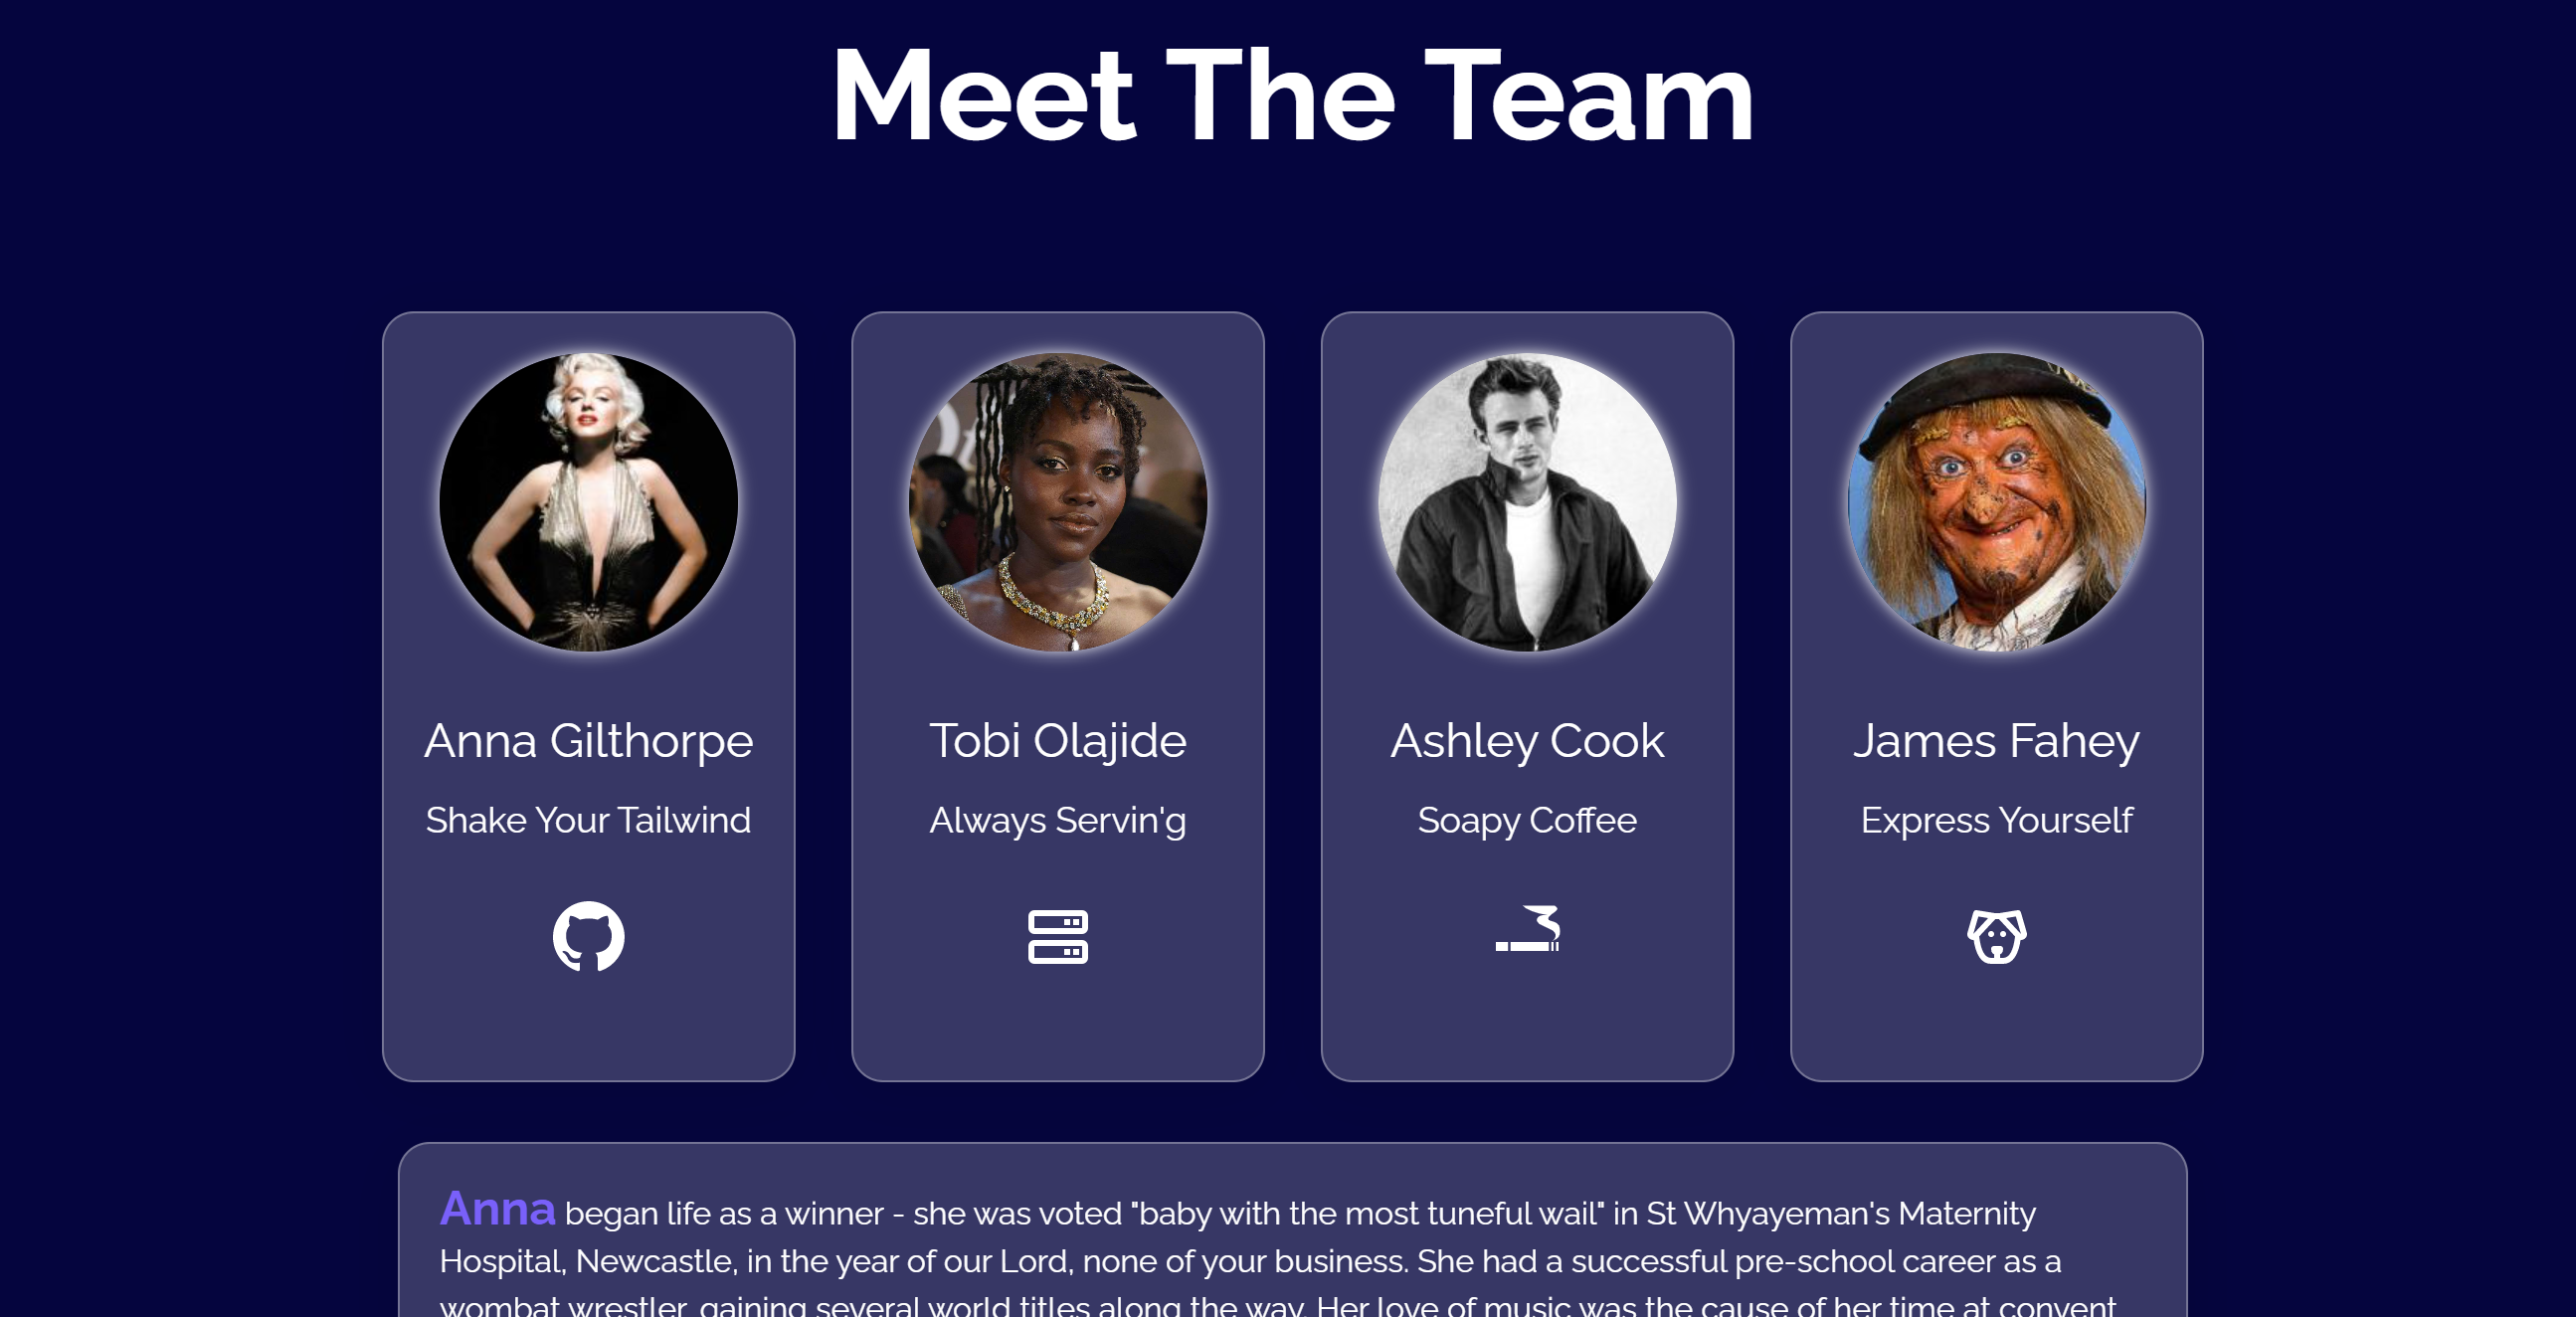 Meet The Team
Anna Gilthorpe
Shake Your Tailwind
Tobi Olajide
Always Servin'g
Ashley Cook
Soapy Coffee
James Fahey
Express Yourself
Anna began life as a winner - she was voted "baby with the most tuneful wail" in St Whyayeman's Maternity
Hospital, Newcastle, in the year of our Lord, none of your business. She had a successful pre-school career as a
wombat wrestler, gaining several world titles along the way. Her love of music was the cause of her time at convent